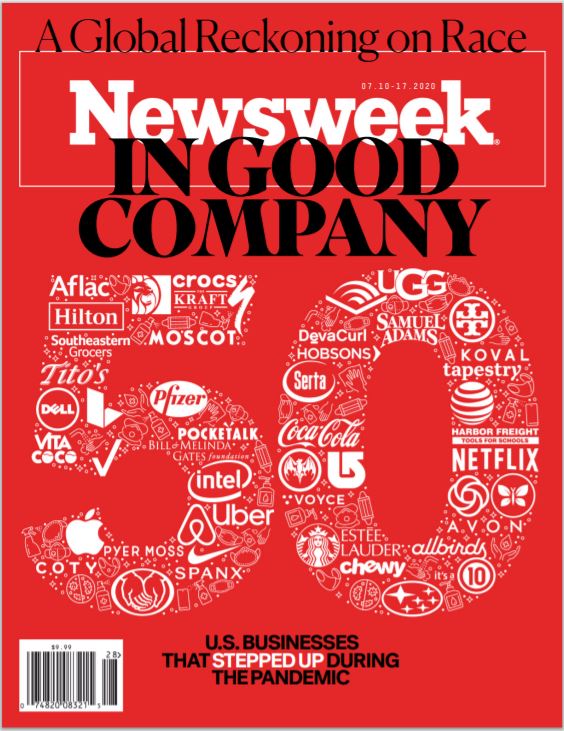 A Global Reckoning on Race
07.10-17.2020
Newsweek
IN GOOD
COMPANY
Aflac
crocs
THE
KRAFT
GROUP
Hilton
Southeastern
Grocers
MOSCOT
Tito's
Pfizer
DELL
VITA
COCO
POCKETALK
BILL & MELINDA
GATES foundation
intel
Uber
PYER MOSS
COTY
SPANX
UGG
SAMUEL
ADAMS
DevaCurl
HOBSONS
KOVAL
tapestry
Serta
Coca-Cola
HARBOR FREIGHT
TOOLS FOR SCHOOLS
NETFLIX
VOYCE
AVON
ESTĒE
LAUDER
allbirds
chewy
it's a
10
U.S. BUSINESSES
THAT STEPPED UP DURING
THE PANDEMIC
$9.99
28>
0 74820 08321 3